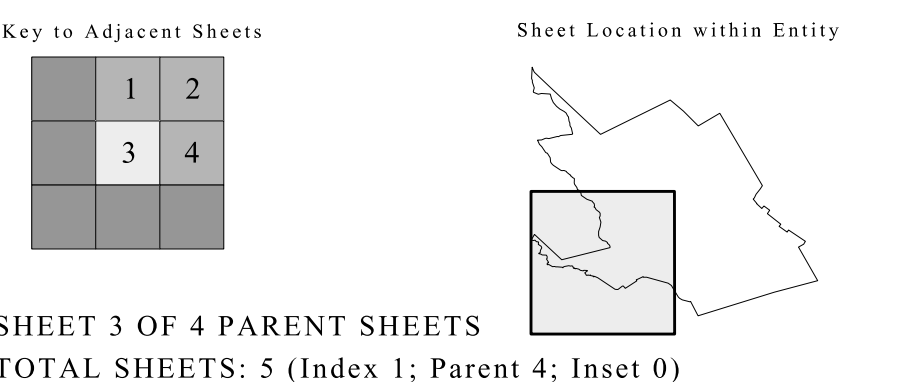 Key to Adjacent Sheets
Sheet Location within Entity
1 2
3 4
SHEET 3 OF 4 PARENT SHEETS
TOTAL SHEETS: 5 (Index 1; Parent 4; Inset 0)